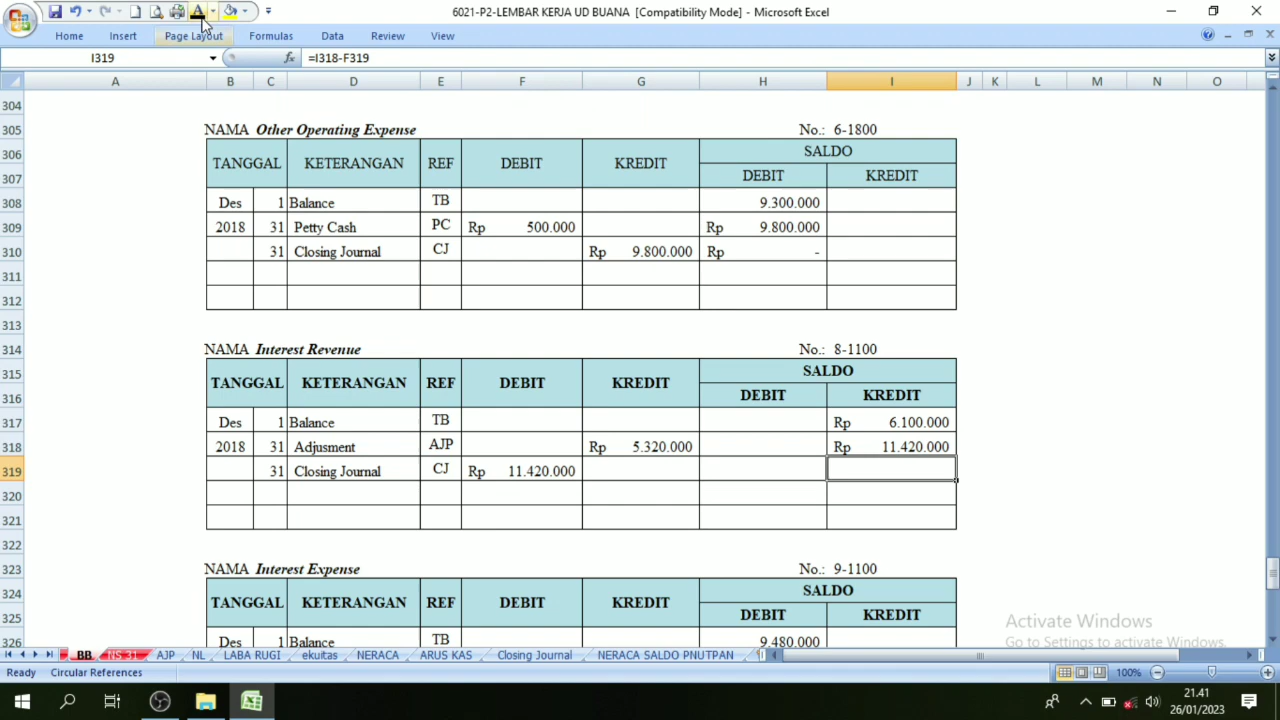 6021-P2-LEMBAR KERJA UD BUANA [Compatibility Mode] - Microsoft Excel
Home Insert Page Layout Formulas Data Review View
I319 fx =I318-F319
A B C D E F G H I J K L M N O
304
305 NAMA Other Operating Expense No.: 6-1800
306 TANGGAL KETERANGAN REF DEBIT KREDIT SALDO
307 DEBIT KREDIT
308 Des 1 Balance TB 9.300.000
309 2018 31 Petty Cash PC Rp 500.000 Rp 9.800.000
310 31 Closing Journal CJ Rp 9.800.000 Rp -
311
312
313
314 NAMA Interest Revenue No.: 8-1100
315 TANGGAL KETERANGAN REF DEBIT KREDIT SALDO
316 DEBIT KREDIT
317 Des 1 Balance TB Rp 6.100.000
318 2018 31 Adjusment AJP Rp 5.320.000 Rp 11.420.000
319 31 Closing Journal CJ Rp 11.420.000
320
321
322
323 NAMA Interest Expense No.: 9-1100
324 TANGGAL KETERANGAN REF DEBIT KREDIT SALDO
325 DEBIT KREDIT
326 Des 1 Balance TB 9.480.000
Activate Windows
Go to Settings to activate Windows.
BB NS 31 AJP NL LABA RUGI ekuitas NERACA ARUS KAS Closing Journal NERACA SALDO PNUTPAN
Ready Circular References 100%
21.41
26/01/2023